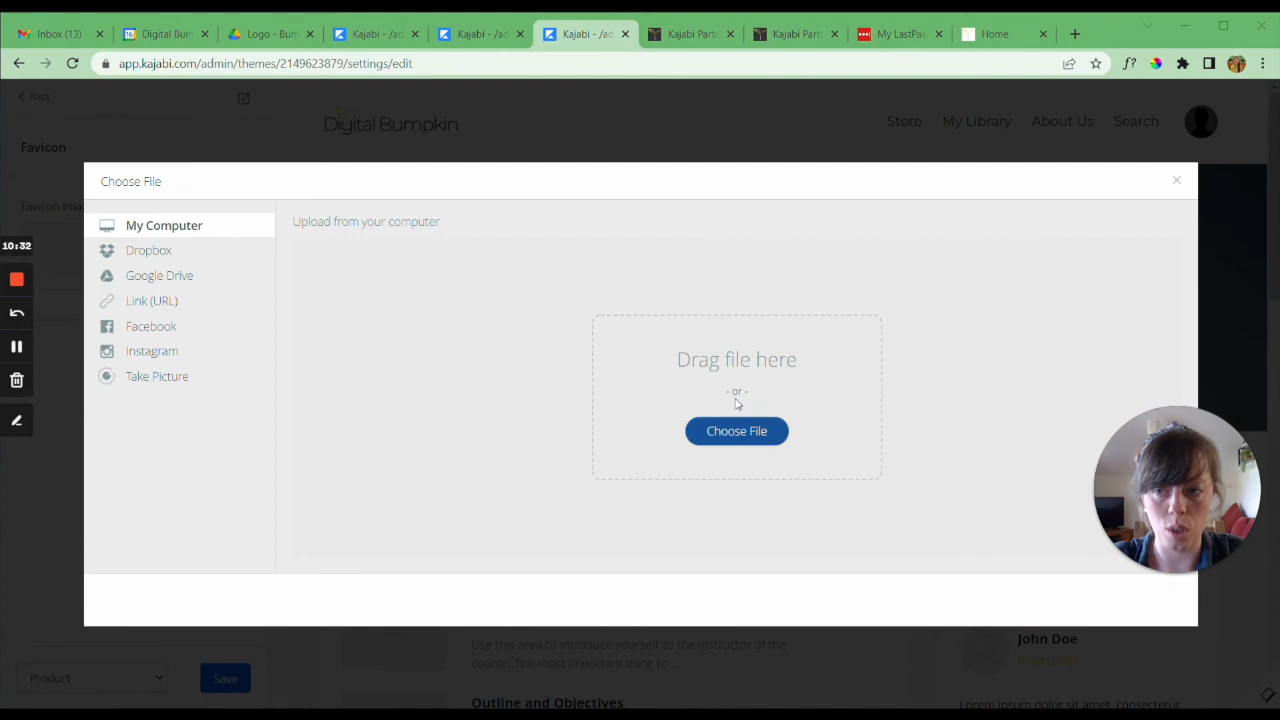 Inbox (13)
Digital Bum
Logo - Bum
Kajabi - /ad
Kajabi - /ad
Kajabi - /ad
Kajabi Partn
Kajabi Partn
My LastPas
Home
app.kajabi.com/admin/themes/2149623879/settings/edit
f?
Back
Digital Bumpkin
Store
My Library
About Us
Search
Favicon
Choose File
Favicon Ima
My Computer
Upload from your computer
10:32
Dropbox
Google Drive
Link (URL)
Facebook
Instagram
Take Picture
Drag file here
- or -
Choose File
Use this area to introduce yourself as the instructor of the
course. The most important thing to ...
John Doe
Product
Save
Outline and Objectives
Lorem ipsum dolor sit amet, consectetur